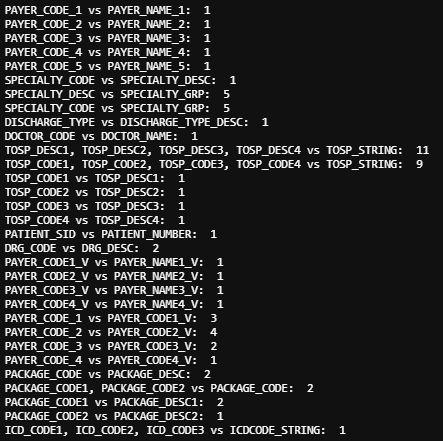 PAYER_CODE_1 vs PAYER_NAME_1:  1
PAYER_CODE_2 vs PAYER_NAME_2:  1
PAYER_CODE_3 vs PAYER_NAME_3:  1
PAYER_CODE_4 vs PAYER_NAME_4:  1
PAYER_CODE_5 vs PAYER_NAME_5:  1
SPECIALTY_CODE vs SPECIALTY_DESC:  1
SPECIALTY_DESC vs SPECIALTY_GRP:  5
SPECIALTY_CODE vs SPECIALTY_GRP:  5
DISCHARGE_TYPE vs DISCHARGE_TYPE_DESC:  1
DOCTOR_CODE vs DOCTOR_NAME:  1
TOSP_DESC1, TOSP_DESC2, TOSP_DESC3, TOSP_DESC4 vs TOSP_STRING:  11
TOSP_CODE1, TOSP_CODE2, TOSP_CODE3, TOSP_CODE4 vs TOSP_STRING:  9
TOSP_CODE1 vs TOSP_DESC1:  1
TOSP_CODE2 vs TOSP_DESC2:  1
TOSP_CODE3 vs TOSP_DESC3:  1
TOSP_CODE4 vs TOSP_DESC4:  1
PATIENT_SID vs PATIENT_NUMBER:  1
DRG_CODE vs DRG_DESC:  2
PAYER_CODE1_V vs PAYER_NAME1_V:  1
PAYER_CODE2_V vs PAYER_NAME2_V:  1
PAYER_CODE3_V vs PAYER_NAME3_V:  1
PAYER_CODE4_V vs PAYER_NAME4_V:  1
PAYER_CODE_1 vs PAYER_CODE1_V:  3
PAYER_CODE_2 vs PAYER_CODE2_V:  4
PAYER_CODE_3 vs PAYER_CODE3_V:  2
PAYER_CODE_4 vs PAYER_CODE4_V:  1
PACKAGE_CODE vs PACKAGE_DESC:  2
PACKAGE_CODE1, PACKAGE_CODE2 vs PACKAGE_CODE:  2
PACKAGE_CODE1 vs PACKAGE_DESC1:  2
PACKAGE_CODE2 vs PACKAGE_DESC2:  1
ICD_CODE1, ICD_CODE2, ICD_CODE3 vs ICDCODE_STRING:  1